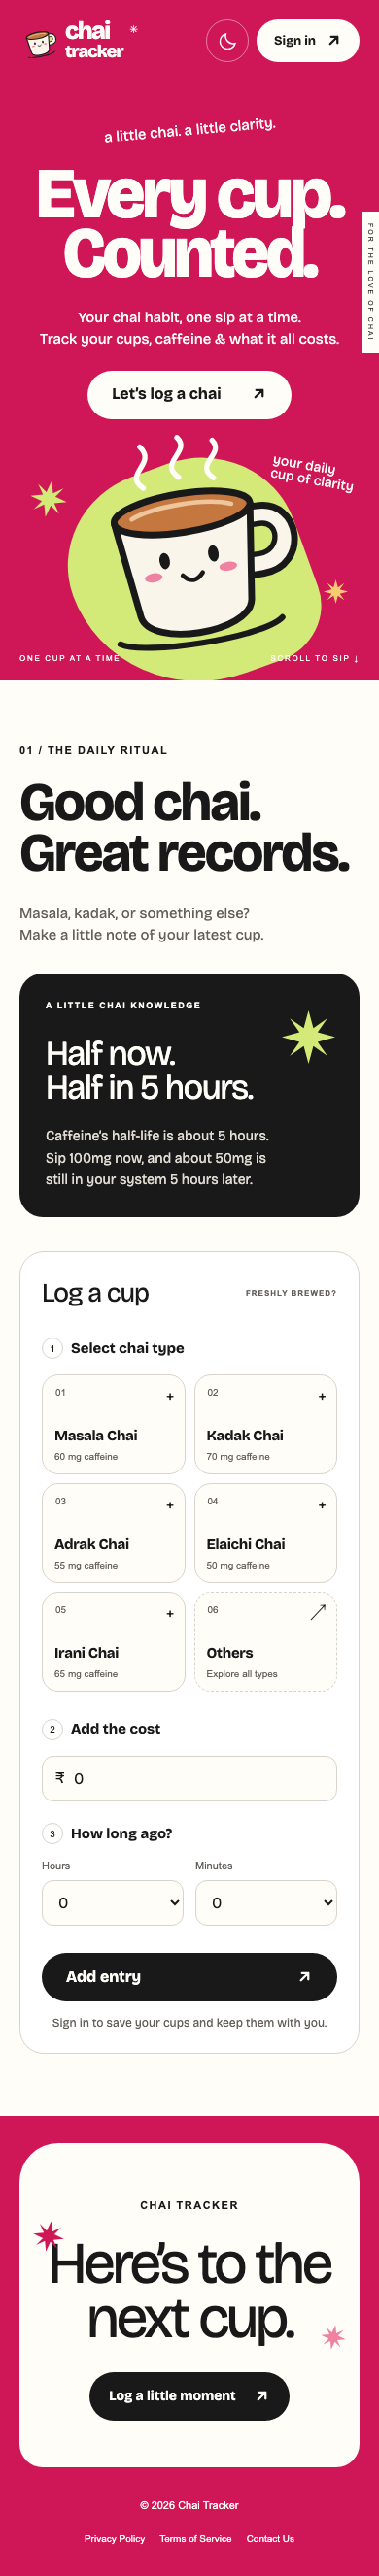 chai
tracker
Sign in ↗
a little chai. a little clarity.
Every cup.
Counted.
FOR THE LOVE OF CHAI
Your chai habit, one sip at a time.
Track your cups, caffeine & what it all costs.
Let's log a chai ↗
your daily
cup of clarity
ONE CUP AT A TIME
SCROLL TO SIP ↓
01 / THE DAILY RITUAL
Good chai.
Great records.
Masala, kadak, or something else?
Make a little note of your latest cup.
A LITTLE CHAI KNOWLEDGE
Half now.
Half in 5 hours.
Caffeine's half-life is about 5 hours.
Sip 100mg now, and about 50mg is
still in your system 5 hours later.
Log a cup
FRESHLY BREWED?
1 Select chai type
01 +
Masala Chai
60 mg caffeine
02 +
Kadak Chai
70 mg caffeine
03 +
Adrak Chai
55 mg caffeine
04 +
Elaichi Chai
50 mg caffeine
05 +
Irani Chai
65 mg caffeine
06 ↗
Others
Explore all types
2 Add the cost
₹ 0
3 How long ago?
Hours
0
Minutes
0
Add entry ↗
Sign in to save your cups and keep them with you.
CHAI TRACKER
Here's to the
next cup.
Log a little moment ↗
© 2026 Chai Tracker
Privacy Policy Terms of Service Contact Us